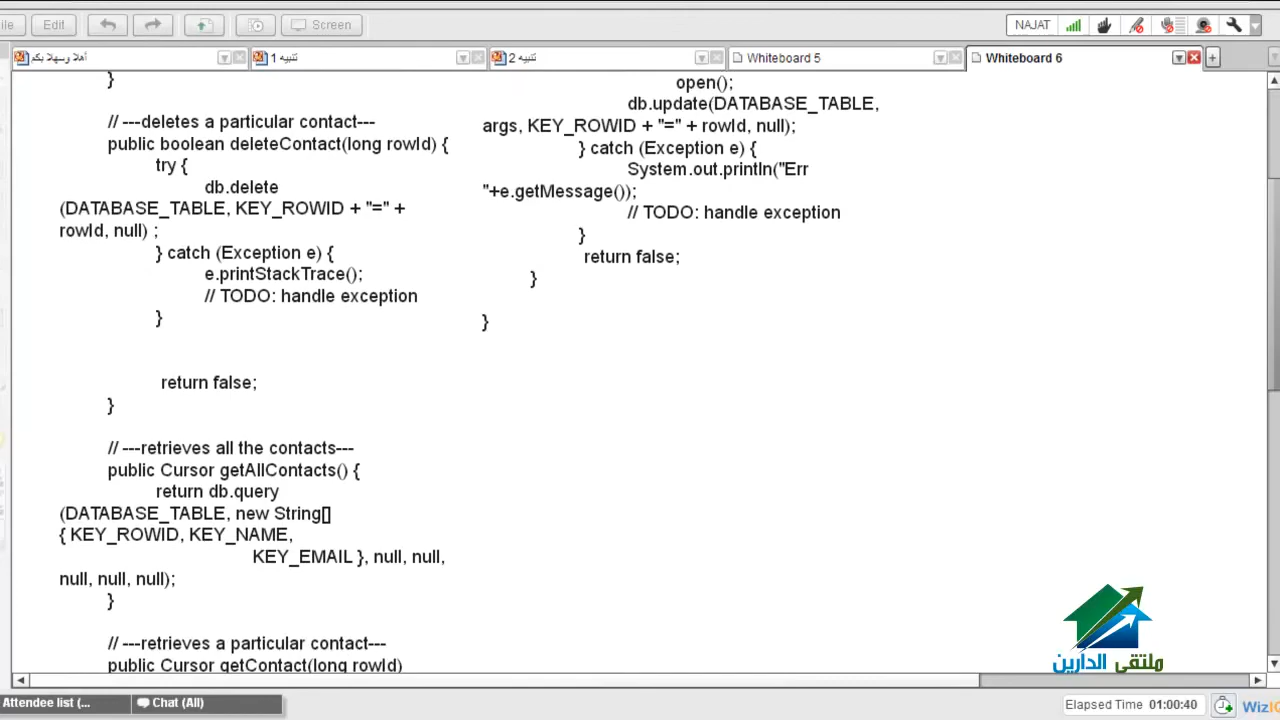 ile
Edit
Screen
NAJAT
أهلا وسهلا بكم
تنبيه 1
تنبيه 2
Whiteboard 5
Whiteboard 6
}
// ---deletes a particular contact---
public boolean deleteContact(long rowId) {
try {
db.delete
(DATABASE_TABLE, KEY_ROWID + "=" +
rowId, null) ;
} catch (Exception e) {
e.printStackTrace();
// TODO: handle exception
}
return false;
}
// ---retrieves all the contacts---
public Cursor getAllContacts() {
return db.query
(DATABASE_TABLE, new String[]
{ KEY_ROWID, KEY_NAME,
KEY_EMAIL }, null, null,
null, null, null);
}
// ---retrieves a particular contact---
public Cursor getContact(long rowId)
open();
db.update(DATABASE_TABLE,
args, KEY_ROWID + "=" + rowId, null);
} catch (Exception e) {
System.out.println("Err
"+e.getMessage());
// TODO: handle exception
}
return false;
}
}
ملتقى الدارين
Attendee list (...
Chat (All)
Elapsed Time 01:00:40
WizIQ